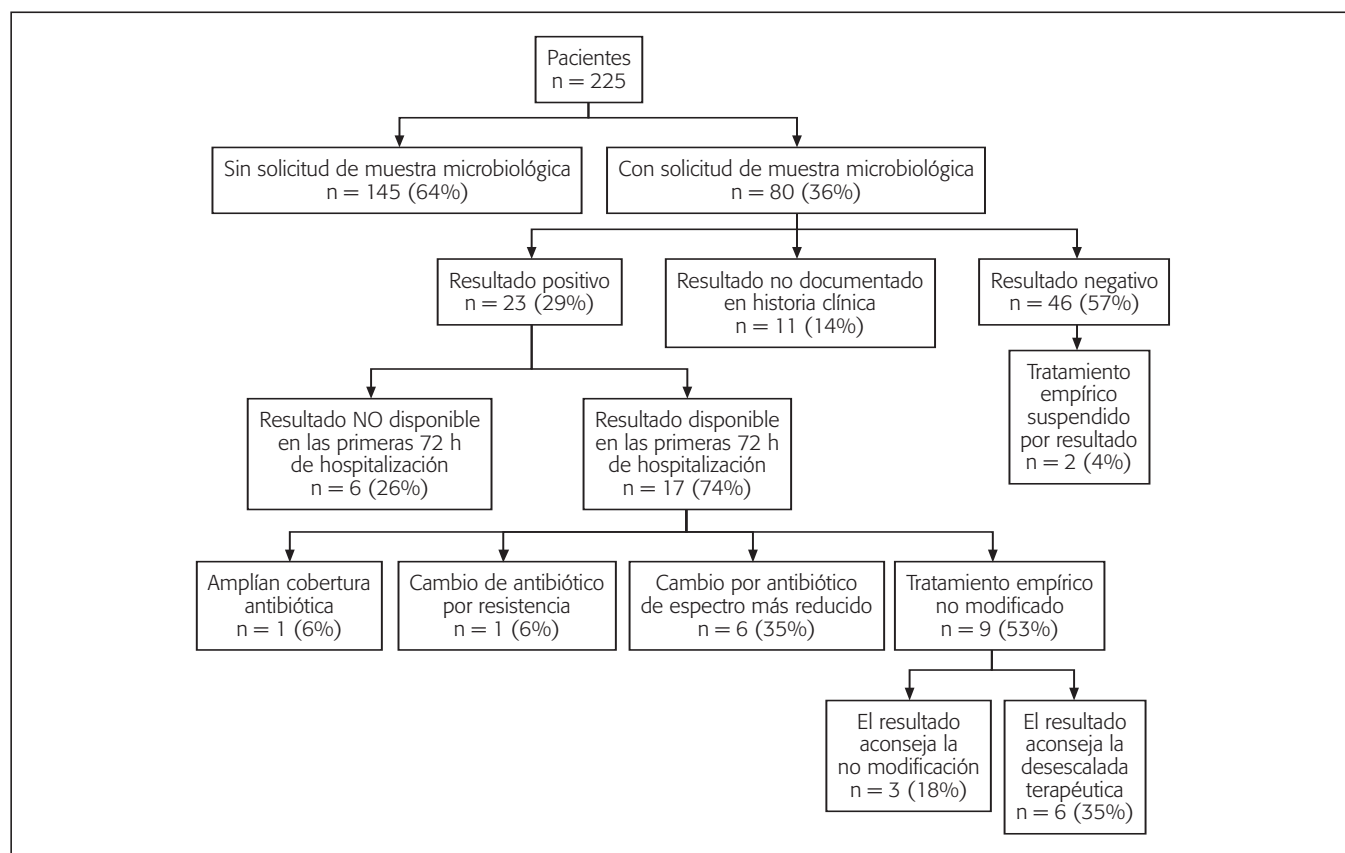 Pacientes
n = 225
Sin solicitud de muestra microbiológica
n = 145 (64%)
Con solicitud de muestra microbiológica
n = 80 (36%)
Resultado positivo
n = 23 (29%)
Resultado no documentado
en historia clínica
n = 11 (14%)
Resultado negativo
n = 46 (57%)
Tratamiento
empírico
suspendido
por resultado
n = 2 (4%)
Resultado NO disponible
en las primeras 72 h
de hospitalización
n = 6 (26%)
Resultado disponible
en las primeras 72 h
de hospitalización
n = 17 (74%)
Amplían cobertura
antibiótica
n = 1 (6%)
Cambio de antibiótico
por resistencia
n = 1 (6%)
Cambio por antibiótico
de espectro más reducido
n = 6 (35%)
Tratamiento empírico
no modificado
n = 9 (53%)
El resultado
aconseja la
no modificación
n = 3 (18%)
El resultado
aconseja la
desescalada
terapéutica
n = 6 (35%)